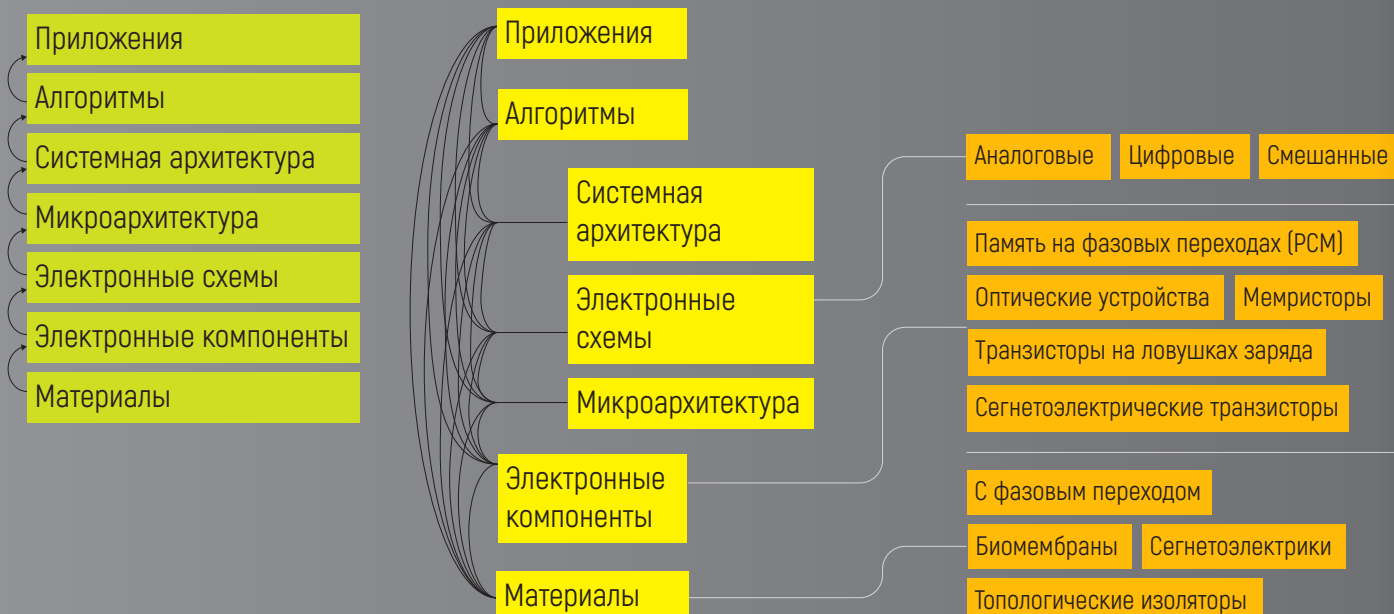 Приложения
Алгоритмы
Системная архитектура
Микроархитектура
Электронные схемы
Электронные компоненты
Материалы
Приложения
Алгоритмы
Системная
архитектура
Электронные
схемы
Микроархитектура
Электронные
компоненты
Материалы
Аналоговые Цифровые Смешанные
Память на фазовых переходах (PCM)
Оптические устройства Мемристоры
Транзисторы на ловушках заряда
Сегнетоэлектрические транзисторы
С фазовым переходом
Биомембраны Сегнетоэлектрики
Топологические изоляторы